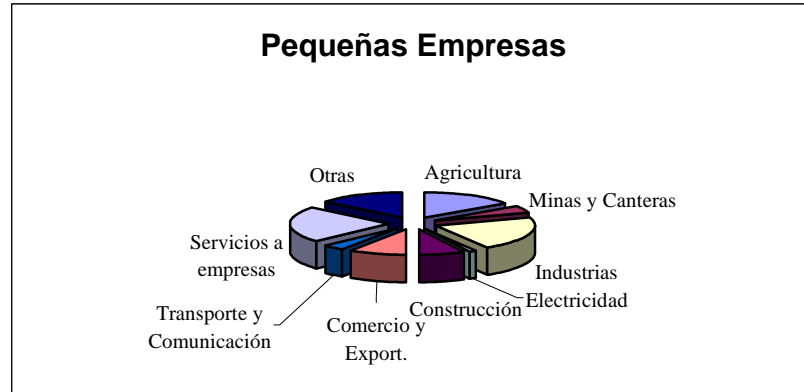 Pequeñas Empresas
Otras
Agricultura
Minas y Canteras
Servicios a
empresas
Industrias
Electricidad
Construcción
Transporte y
Comunicación
Comercio y
Export.